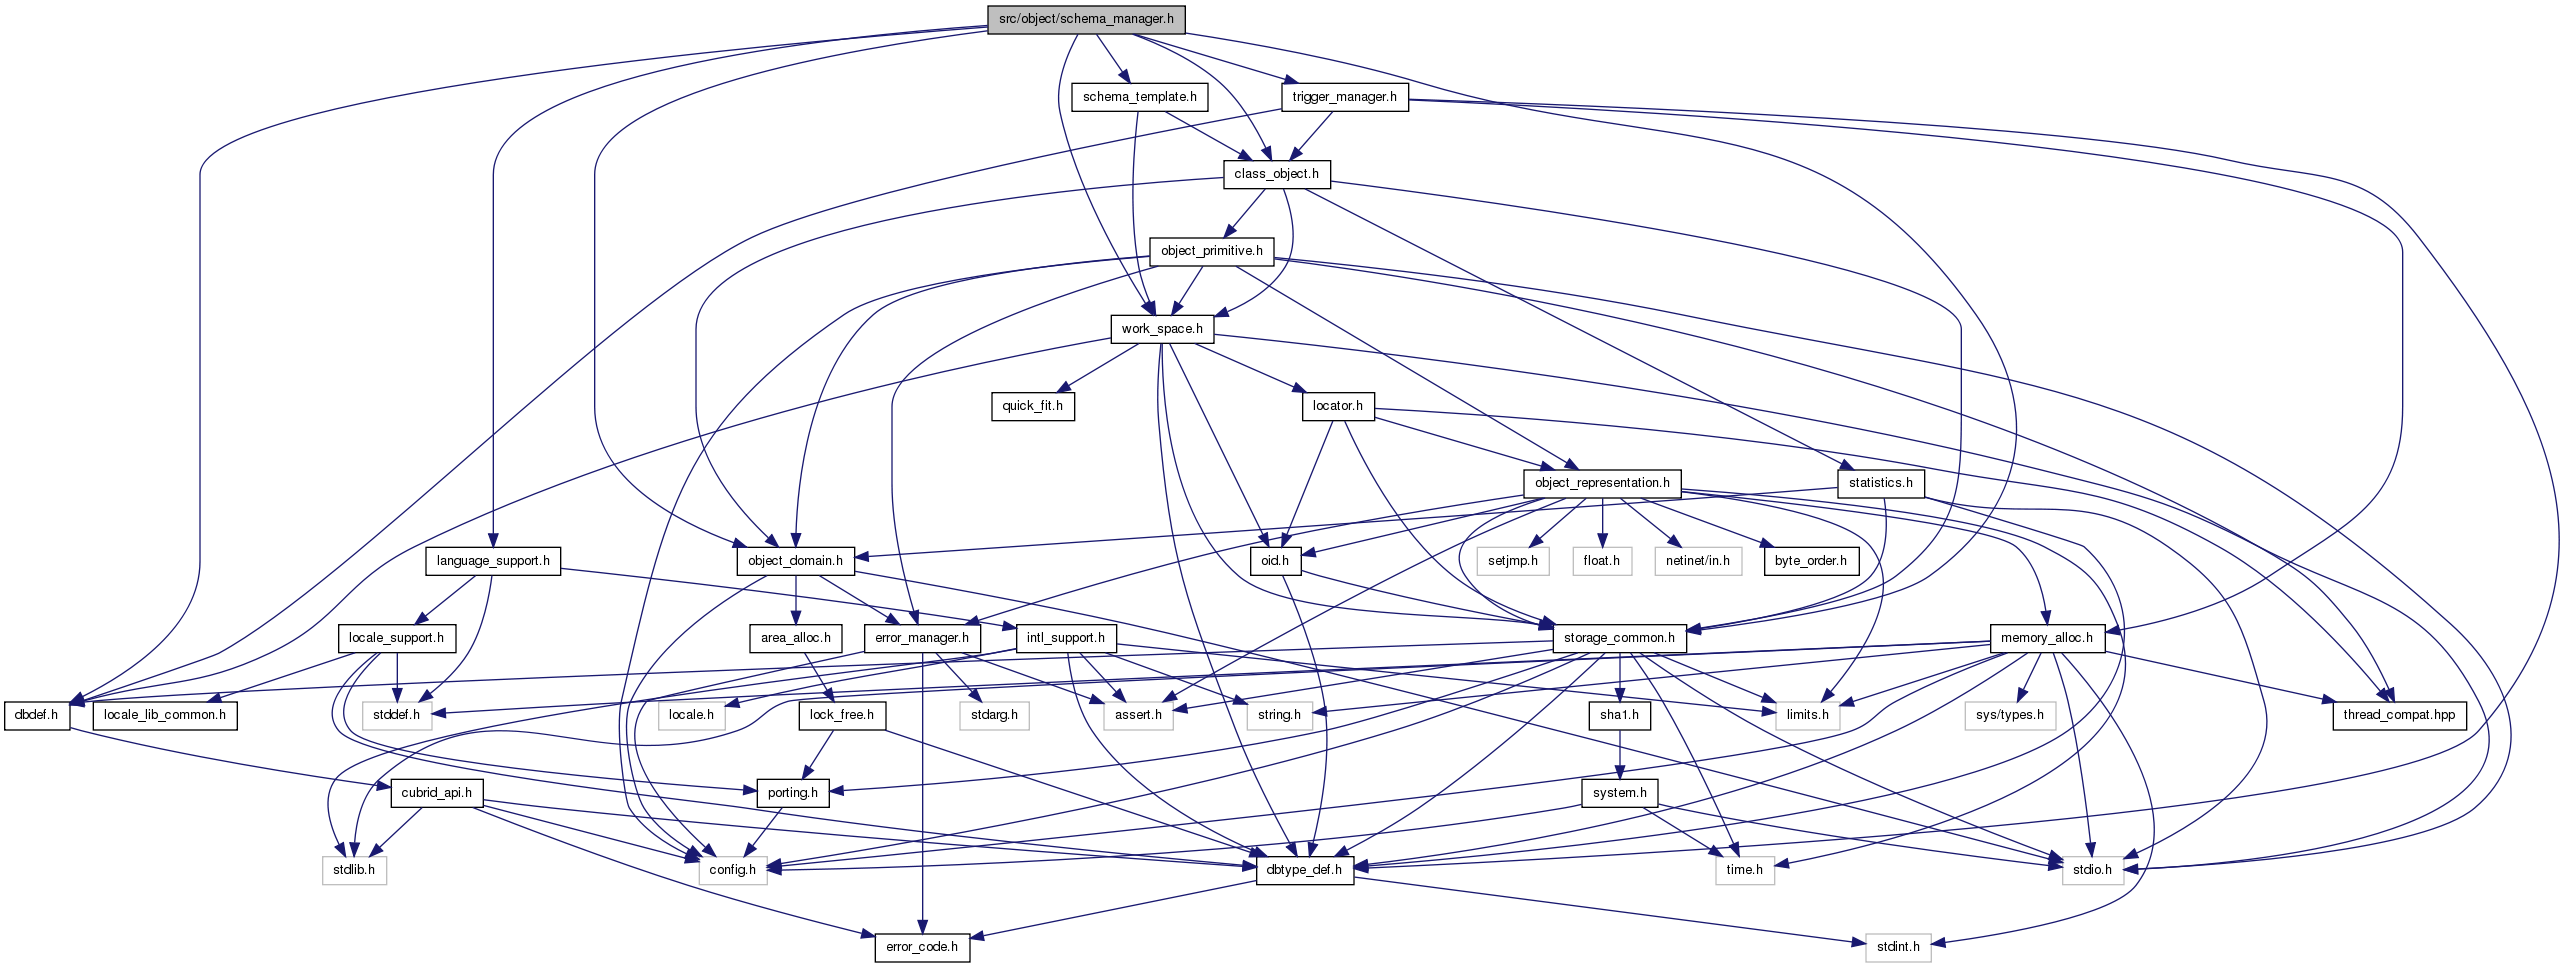 src/object/schema_manager.h
schema_template.h
trigger_manager.h
class_object.h
object_primitive.h
work_space.h
quick_fit.h
locator.h
object_representation.h
statistics.h
language_support.h
object_domain.h
oid.h
setjmp.h
float.h
netinet/in.h
byte_order.h
locale_support.h
area_alloc.h
error_manager.h
intl_support.h
storage_common.h
memory_alloc.h
dbdef.h
locale_lib_common.h
stddef.h
locale.h
lock_free.h
stdarg.h
assert.h
string.h
sha1.h
limits.h
sys/types.h
thread_compat.hpp
cubrid_api.h
porting.h
system.h
stdlib.h
config.h
dbtype_def.h
time.h
stdio.h
error_code.h
stdint.h